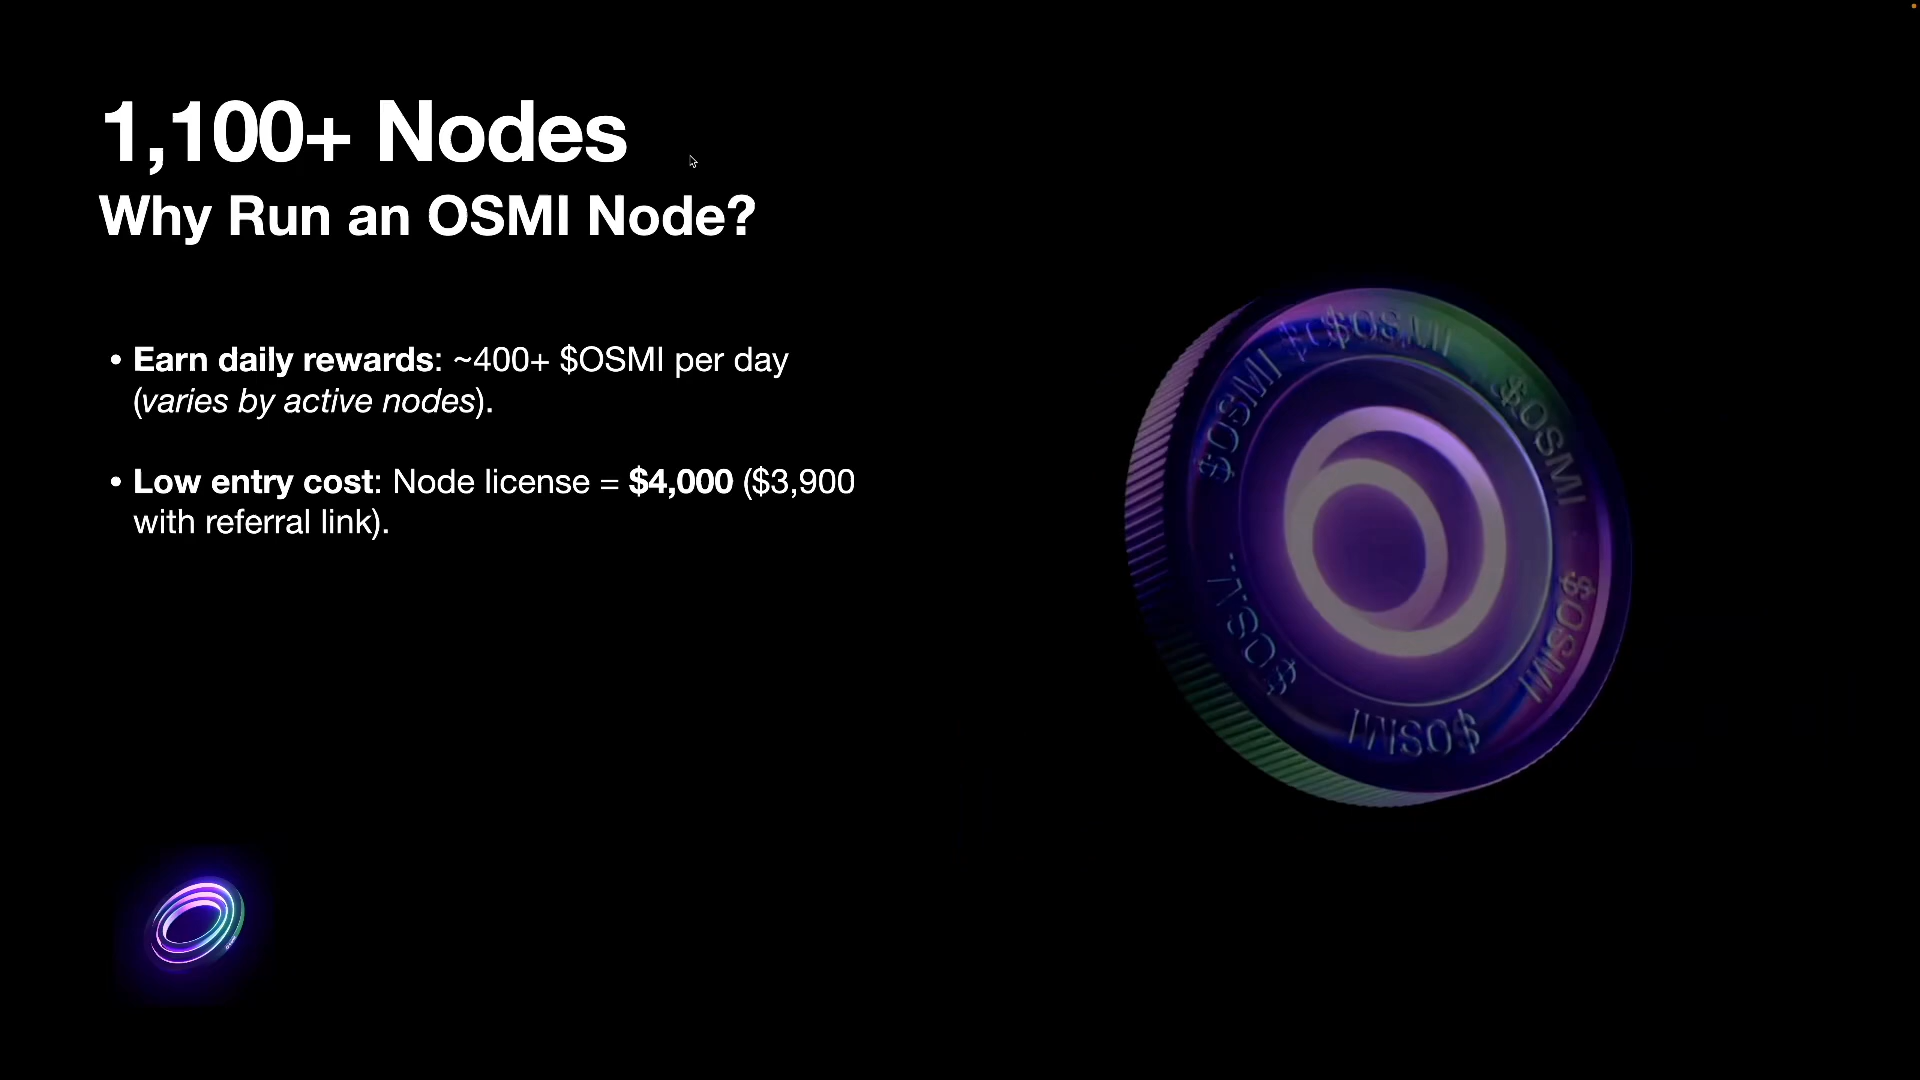 1,100+ Nodes
Why Run an OSMI Node?
• Earn daily rewards: ~400+ $OSMI per day
(varies by active nodes).
• Low entry cost: Node license = $4,000 ($3,900
with referral link).
$OSMI
$OSMI
$OSMI
$OSMI
$OSMI